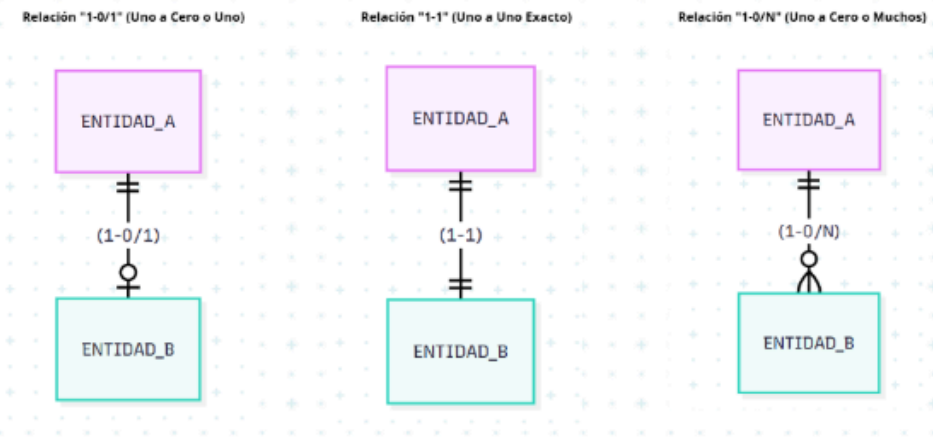 Relación "1-0/1" (Uno a Cero o Uno)
ENTIDAD_A
(1-0/1)
ENTIDAD_B
Relación "1-1" (Uno a Uno Exacto)
ENTIDAD_A
(1-1)
ENTIDAD_B
Relación "1-0/N" (Uno a Cero o Muchos)
ENTIDAD_A
(1-0/N)
ENTIDAD_B